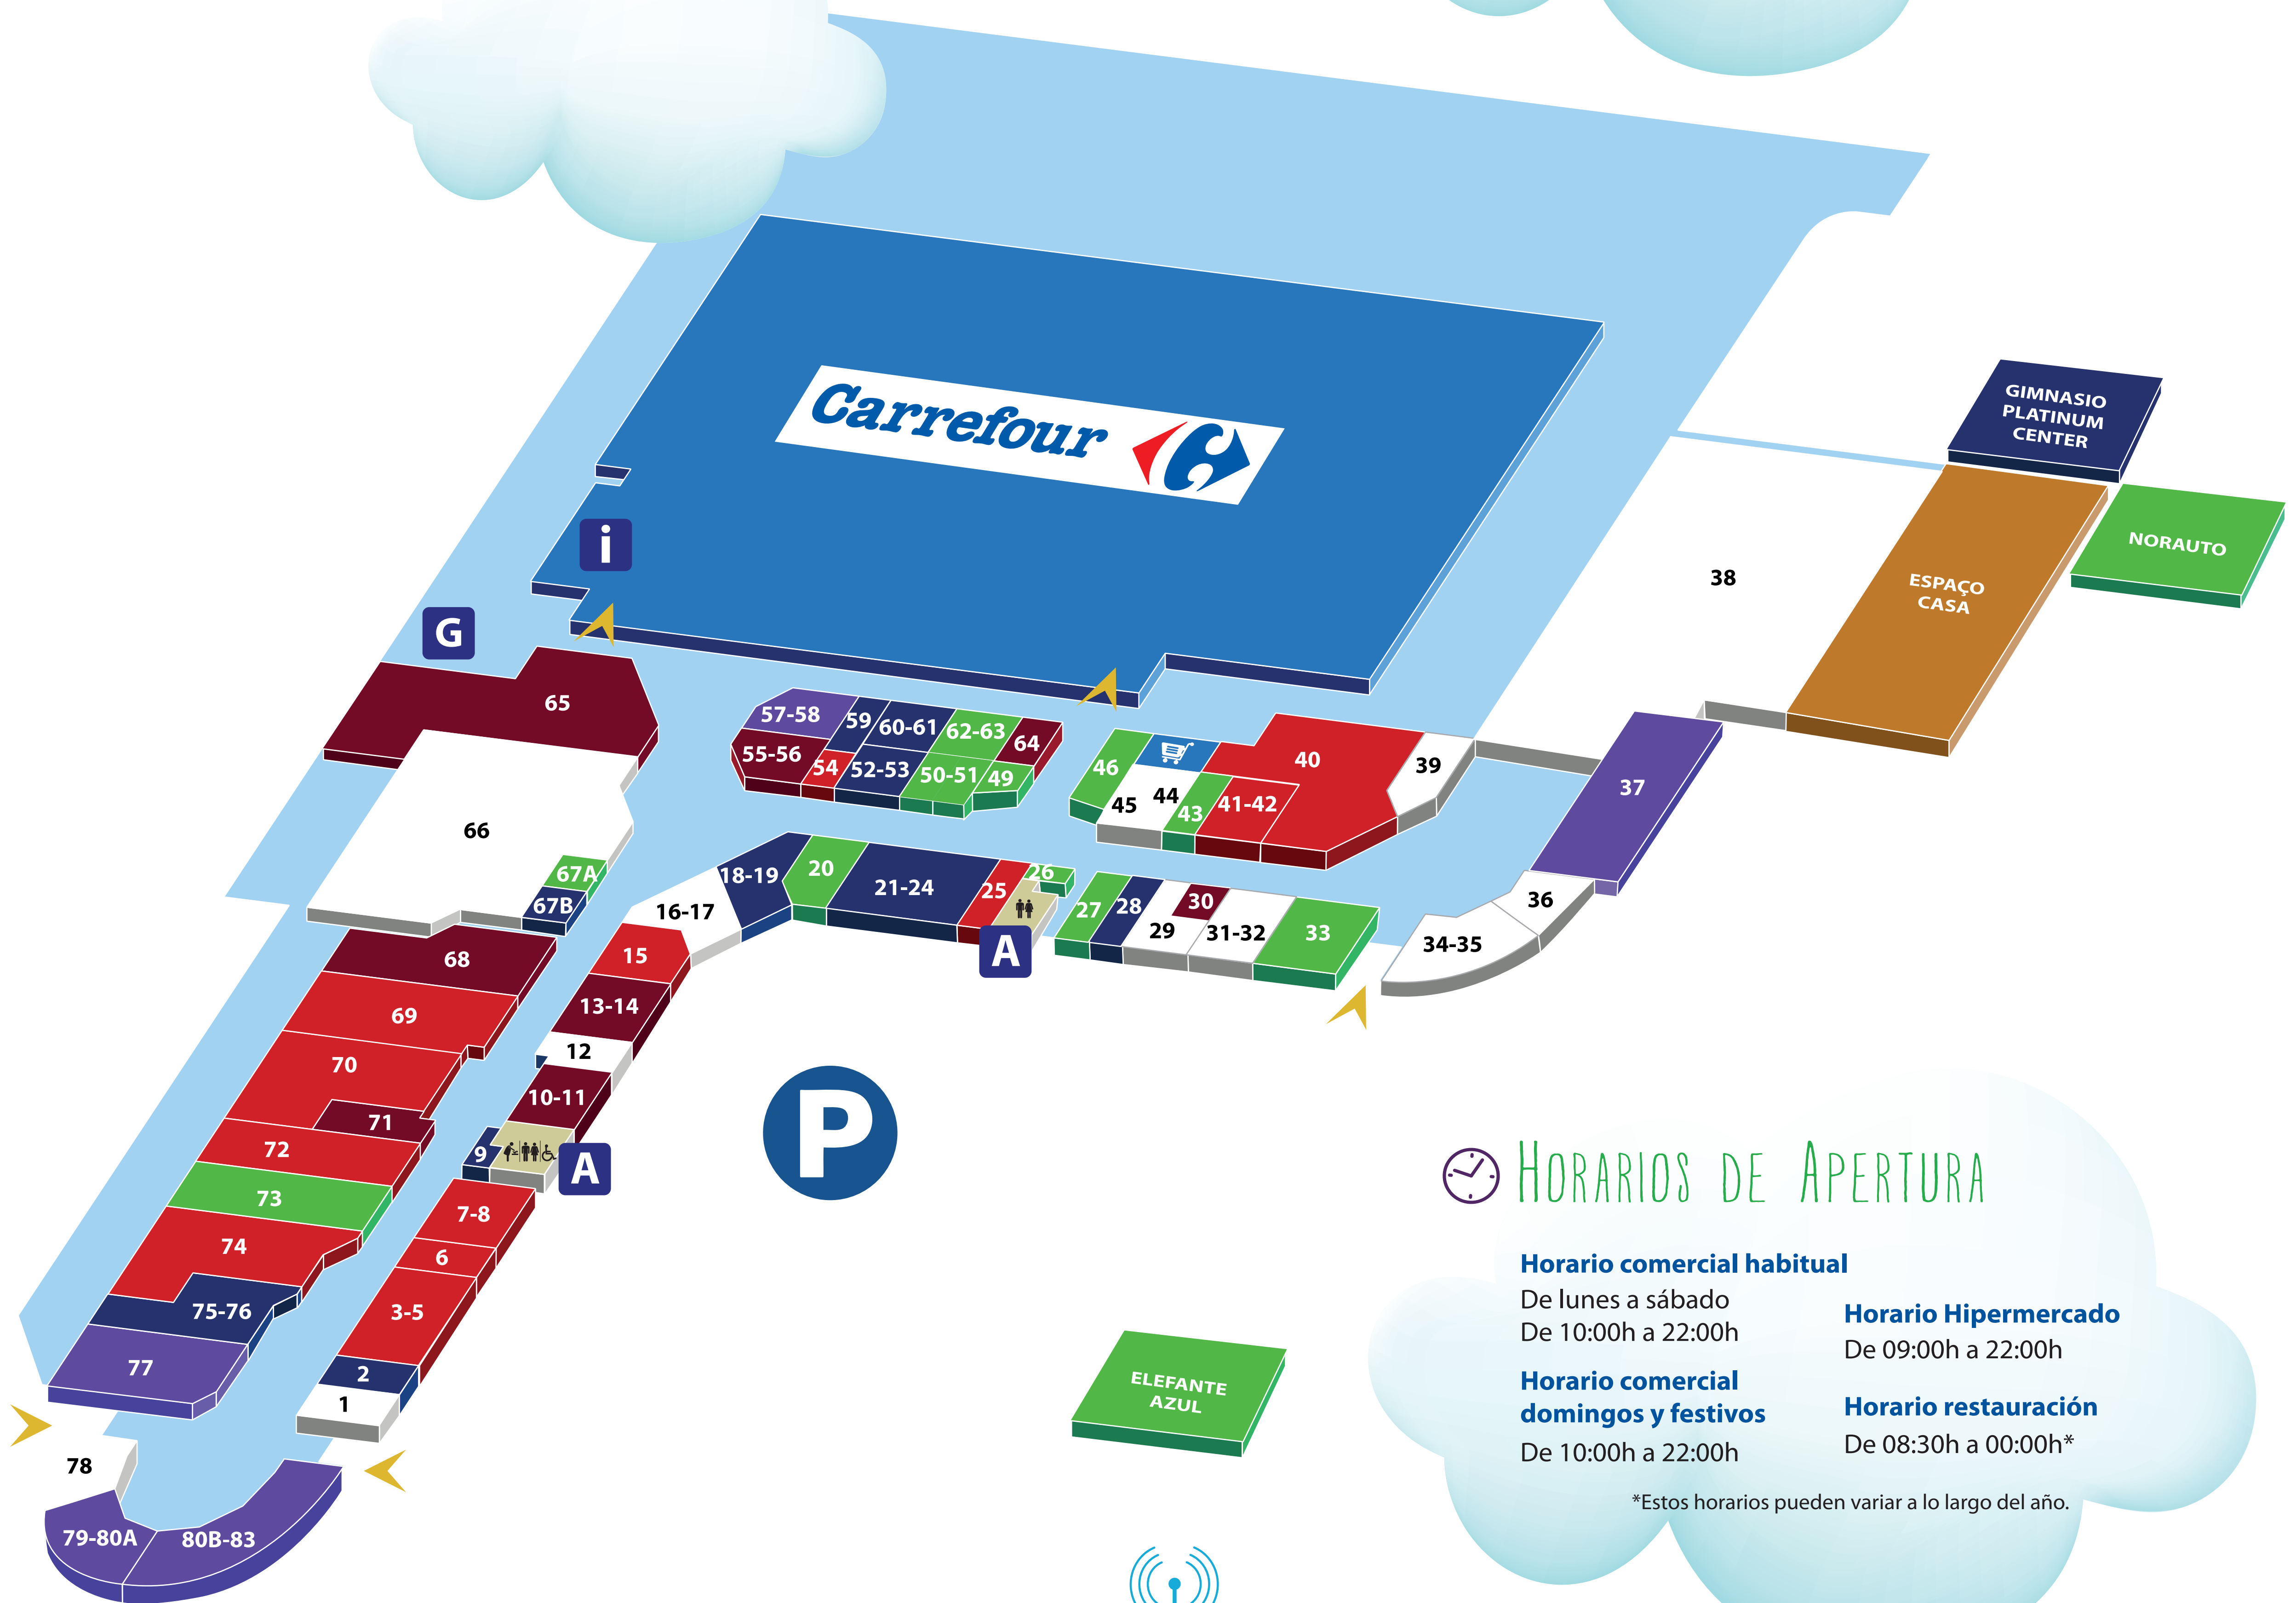 Carrefour
GIMNASIO
PLATINUM
CENTER
NORAUTO
ESPAÇO
CASA
38
i
G
65
57-58
59
60-61
62-63
64
55-56
54
52-53
50-51
49
46
45
44
43
40
41-42
39
37
66
67A
67B
18-19
20
21-24
25
26
16-17
A
27
28
29
30
31-32
33
34-35
36
68
69
70
71
72
73
74
75-76
77
15
13-14
12
10-11
9
A
7-8
6
3-5
2
1
P
78
79-80A
80B-83
ELEFANTE
AZUL
HORARIOS DE APERTURA
Horario comercial habitual
De lunes a sábado
De 10:00h a 22:00h
Horario comercial
domingos y festivos
De 10:00h a 22:00h
Horario Hipermercado
De 09:00h a 22:00h
Horario restauración
De 08:30h a 00:00h*
*Estos horarios pueden variar a lo largo del año.